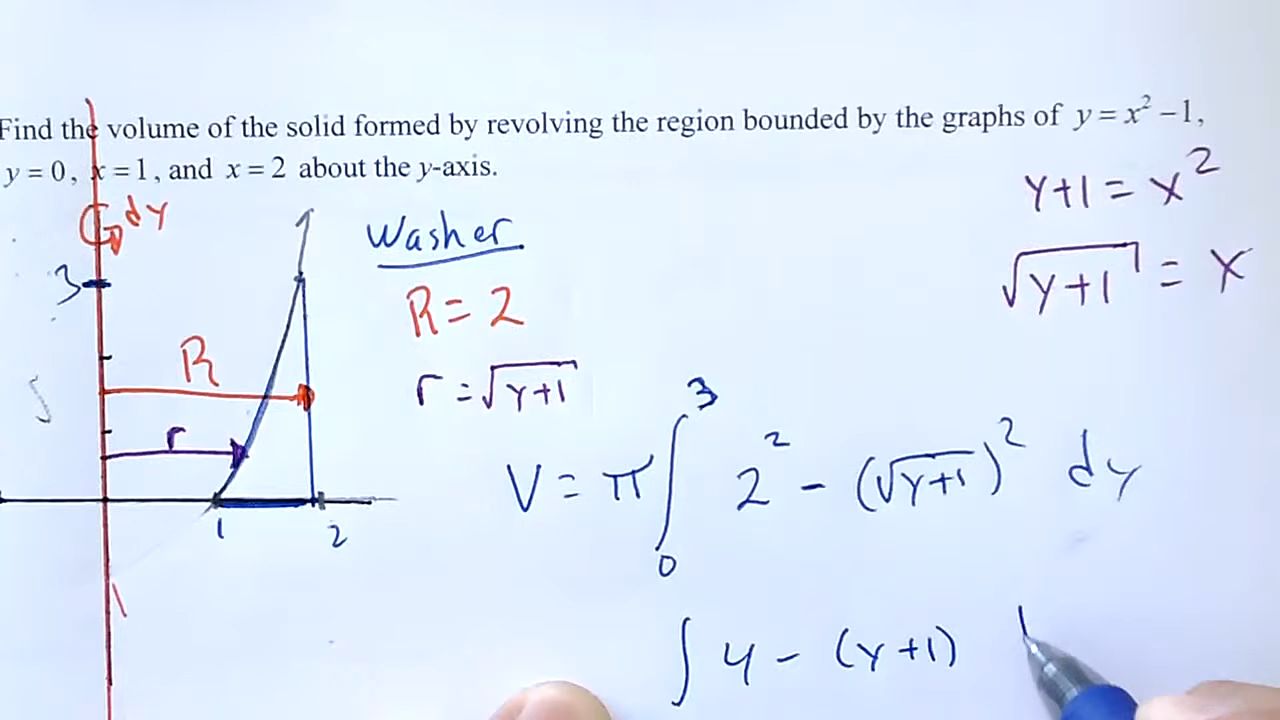 Find the volume of the solid formed by revolving the region bounded by the graphs of y = x² − 1,
y = 0, x = 1, and x = 2 about the y-axis.
y+1 = x²
dy
Washer
√y+1 = x
3
R = 2
R
r = √y+1
r
V = π∫₀³ 2² − (√y+1)² dy
1 2
∫ 4 − (y+1)